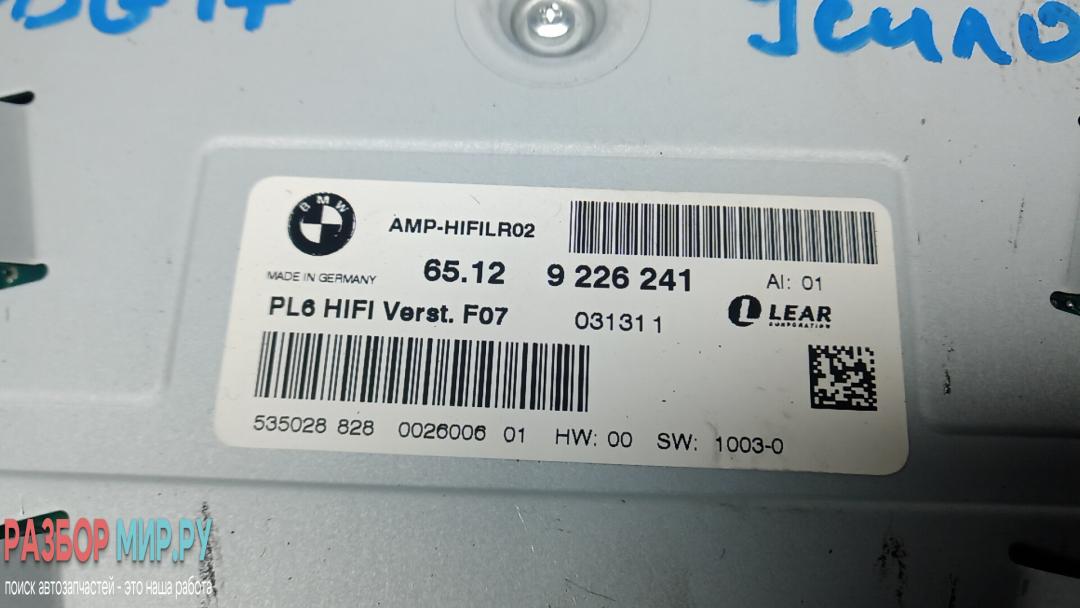 BMW
AMP-HIFILR02
MADE IN GERMANY 65.12 9 226 241 AI: 01
PL6 HIFI Verst. F07 031311 LEAR
CORPORATION
535028 828 0026006 01 HW: 00 SW: 1003-0
РАЗБОР МИР.РУ
поиск автозапчастей - это наша работа